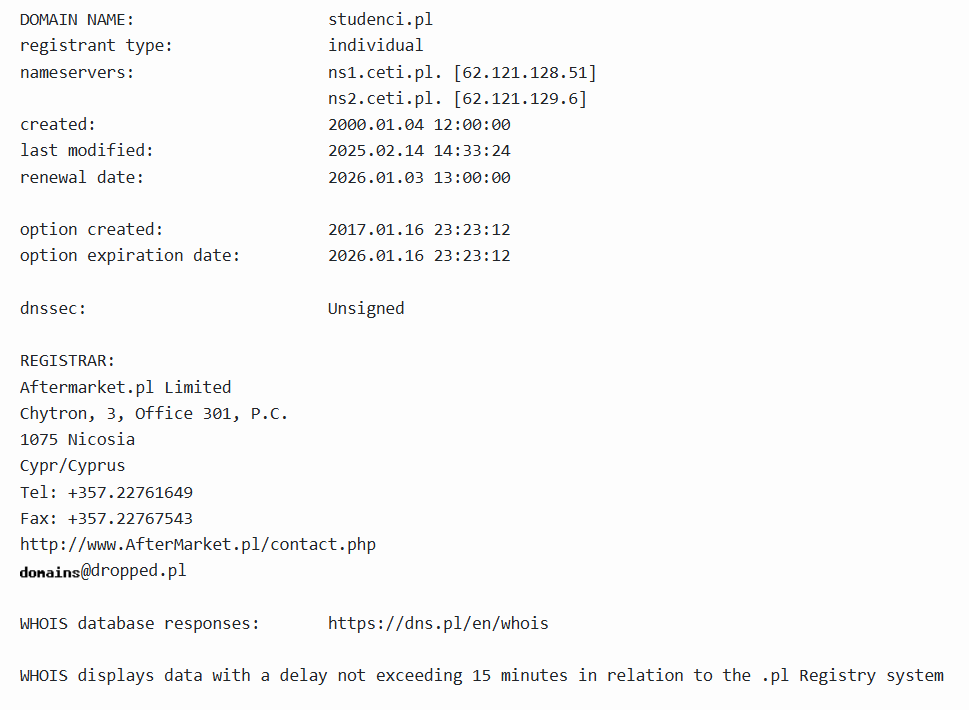 DOMAIN NAME: studenci.pl
registrant type: individual
nameservers: ns1.ceti.pl. [62.121.128.51]
ns2.ceti.pl. [62.121.129.6]
created: 2000.01.04 12:00:00
last modified: 2025.02.14 14:33:24
renewal date: 2026.01.03 13:00:00
option created: 2017.01.16 23:23:12
option expiration date: 2026.01.16 23:23:12
dnssec: Unsigned
REGISTRAR:
Aftermarket.pl Limited
Chytron, 3, Office 301, P.C.
1075 Nicosia
Cypr/Cyprus
Tel: +357.22761649
Fax: +357.22767543
http://www.AfterMarket.pl/contact.php
domains@dropped.pl
WHOIS database responses: https://dns.pl/en/whois
WHOIS displays data with a delay not exceeding 15 minutes in relation to the .pl Registry system